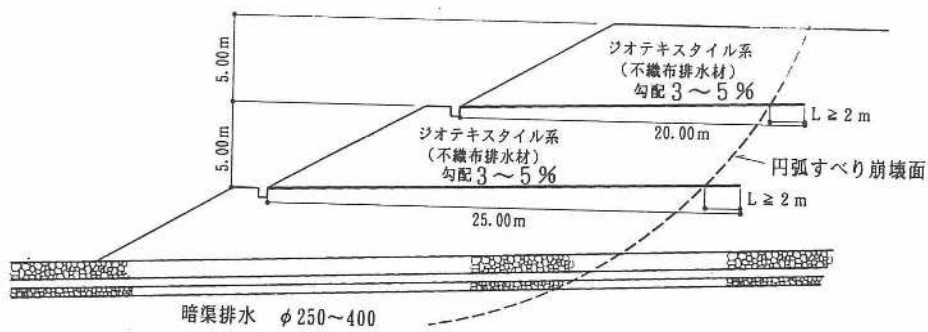 5.00m
ジオテキスタイル系
(不織布排水材)
勾配 3～5%
L≧2m
20.00m
5.00m
ジオテキスタイル系
(不織布排水材)
勾配 3～5%
円弧すべり崩壊面
L≧2m
25.00m
暗渠排水 φ250～400